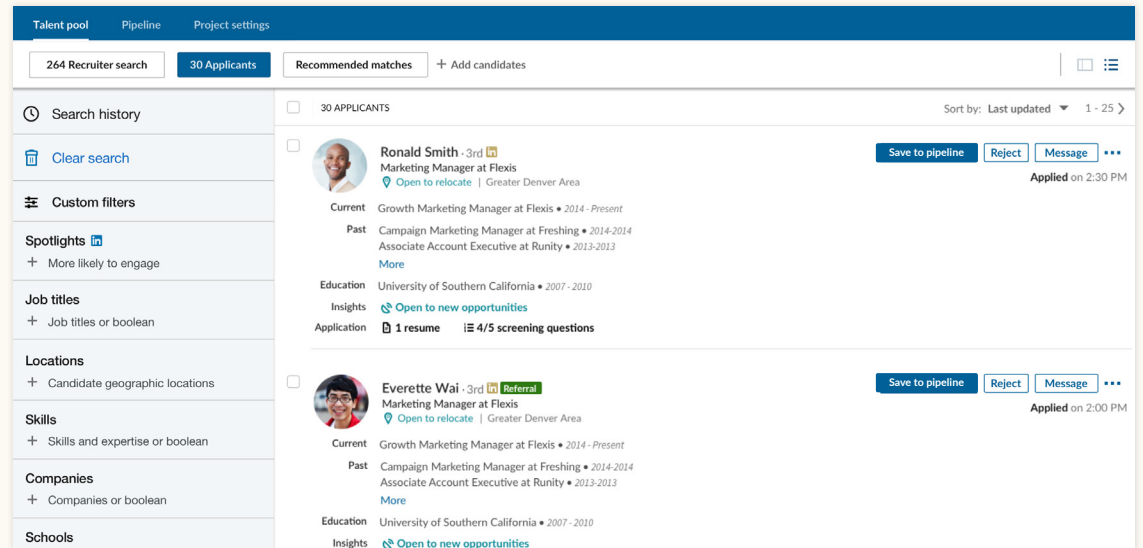 Talent pool Pipeline Project settings
264 Recruiter search 30 Applicants Recommended matches + Add candidates
Search history
Clear search
Custom filters
Spotlights in
+ More likely to engage
Job titles
+ Job titles or boolean
Locations
+ Candidate geographic locations
Skills
+ Skills and expertise or boolean
Companies
+ Companies or boolean
Schools
30 APPLICANTS Sort by: Last updated 1 - 25
Ronald Smith · 3rd in Save to pipeline Reject Message
Marketing Manager at Flexis
Open to relocate | Greater Denver Area Applied on 2:30 PM
Current Growth Marketing Manager at Flexis • 2014 - Present
Past Campaign Marketing Manager at Freshing • 2014-2014
Associate Account Executive at Runity • 2013-2013
More
Education University of Southern California • 2007 - 2010
Insights Open to new opportunities
Application 1 resume 4/5 screening questions
Everette Wai · 3rd in Referral Save to pipeline Reject Message
Marketing Manager at Flexis
Open to relocate | Greater Denver Area Applied on 2:00 PM
Current Growth Marketing Manager at Flexis • 2014 - Present
Past Campaign Marketing Manager at Freshing • 2014-2014
Associate Account Executive at Runity • 2013-2013
More
Education University of Southern California • 2007 - 2010
Insights Open to new opportunities